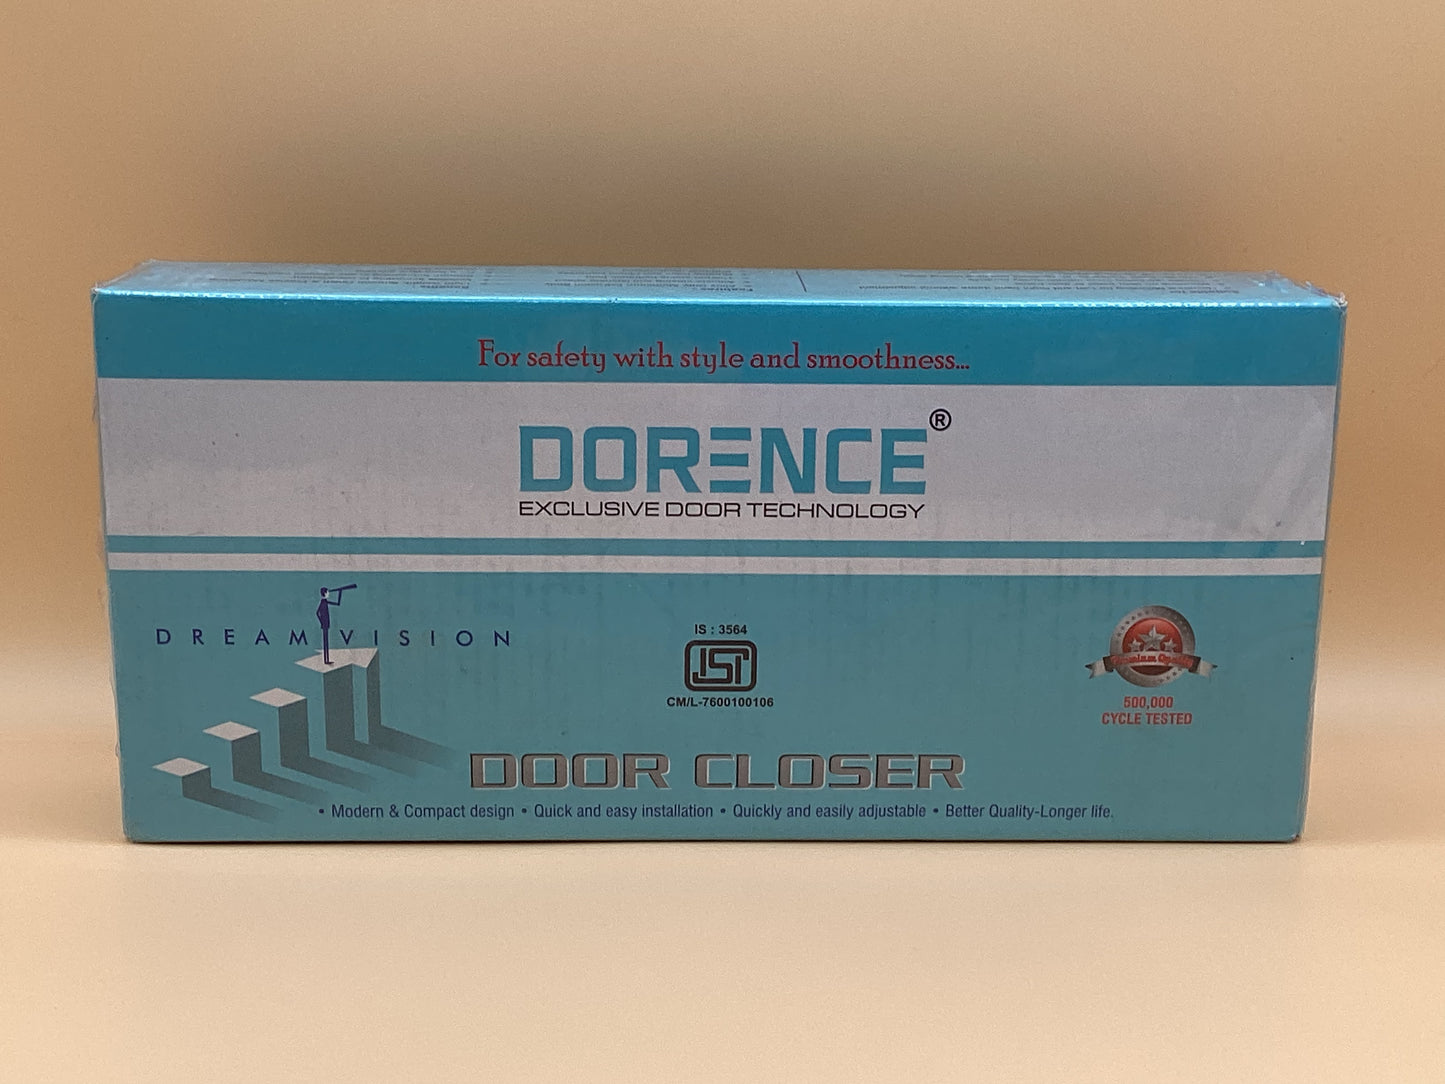 For safety with style and smoothness...
DORENCE®
EXCLUSIVE DOOR TECHNOLOGY
DREAM VISION
IS : 3564
ISI
CM/L-7600100106
Premium Quality
500,000
CYCLE TESTED
DOOR CLOSER
• Modern & Compact design • Quick and easy installation • Quickly and easily adjustable • Better Quality-Longer life.